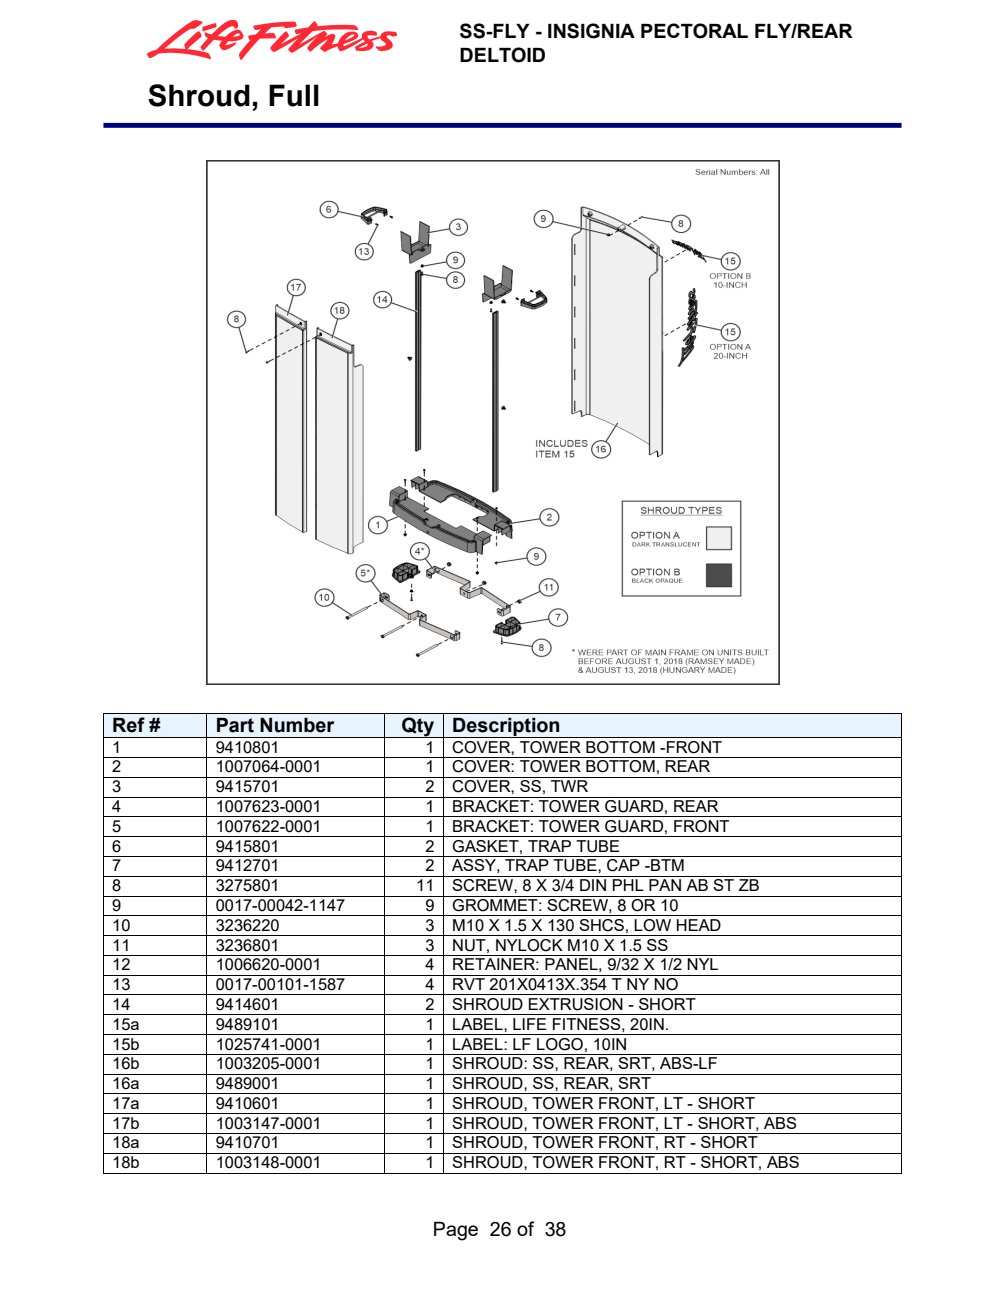 Life Fitness
SS-FLY - INSIGNIA PECTORAL FLY/REAR
DELTOID
Shroud, Full
Serial Numbers: All
6
13
3
9
8
14
17
18
8
9
8
15
OPTION B
10-INCH
15
OPTION A
20-INCH
INCLUDES
ITEM 15
16
1
2
4*
9
5*
11
10
7
8
SHROUD TYPES
OPTION A
DARK TRANSLUCENT
OPTION B
BLACK OPAQUE
* WERE PART OF MAIN FRAME ON UNITS BUILT
BEFORE AUGUST 1, 2018 (RAMSEY MADE)
& AUGUST 13, 2018 (HUNGARY MADE)
Ref # Part Number Qty Description
1 9410801 1 COVER, TOWER BOTTOM -FRONT
2 1007064-0001 1 COVER: TOWER BOTTOM, REAR
3 9415701 2 COVER, SS, TWR
4 1007623-0001 1 BRACKET: TOWER GUARD, REAR
5 1007622-0001 1 BRACKET: TOWER GUARD, FRONT
6 9415801 2 GASKET, TRAP TUBE
7 9412701 2 ASSY, TRAP TUBE, CAP -BTM
8 3275801 11 SCREW, 8 X 3/4 DIN PHL PAN AB ST ZB
9 0017-00042-1147 9 GROMMET: SCREW, 8 OR 10
10 3236220 3 M10 X 1.5 X 130 SHCS, LOW HEAD
11 3236801 3 NUT, NYLOCK M10 X 1.5 SS
12 1006620-0001 4 RETAINER: PANEL, 9/32 X 1/2 NYL
13 0017-00101-1587 4 RVT 201X0413X.354 T NY NO
14 9414601 2 SHROUD EXTRUSION - SHORT
15a 9489101 1 LABEL, LIFE FITNESS, 20IN.
15b 1025741-0001 1 LABEL: LF LOGO, 10IN
16b 1003205-0001 1 SHROUD: SS, REAR, SRT, ABS-LF
16a 9489001 1 SHROUD, SS, REAR, SRT
17a 9410601 1 SHROUD, TOWER FRONT, LT - SHORT
17b 1003147-0001 1 SHROUD, TOWER FRONT, LT - SHORT, ABS
18a 9410701 1 SHROUD, TOWER FRONT, RT - SHORT
18b 1003148-0001 1 SHROUD, TOWER FRONT, RT - SHORT, ABS
Page 26 of 38